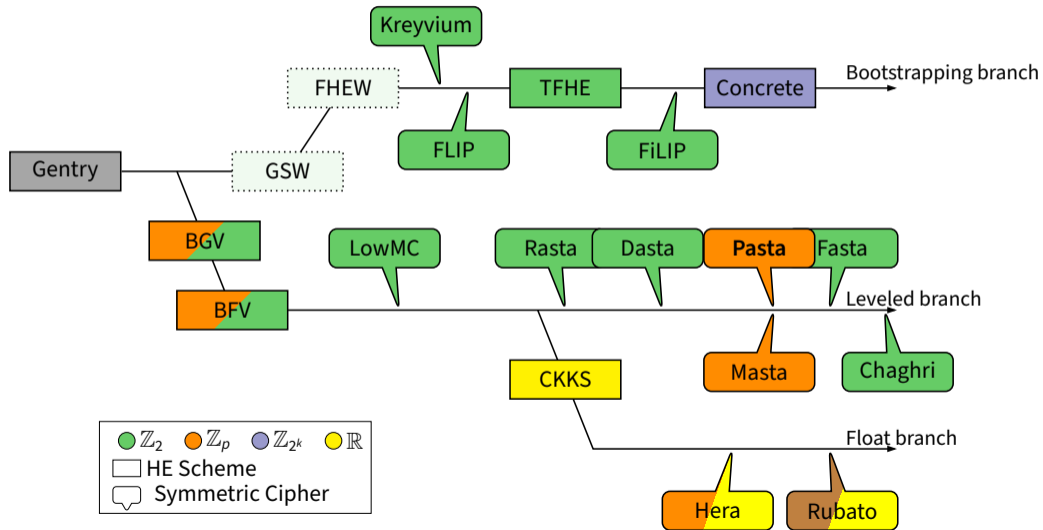 Kreyvium
FHEW
TFHE
Concrete
Bootstrapping branch
FLIP
FiLIP
Gentry
GSW
BGV
LowMC
Rasta
Dasta
Pasta
Fasta
BFV
Leveled branch
CKKS
Masta
Chaghri
ℤ₂
ℤₚ
ℤ₂ᵏ
ℝ
HE Scheme
Symmetric Cipher
Float branch
Hera
Rubato